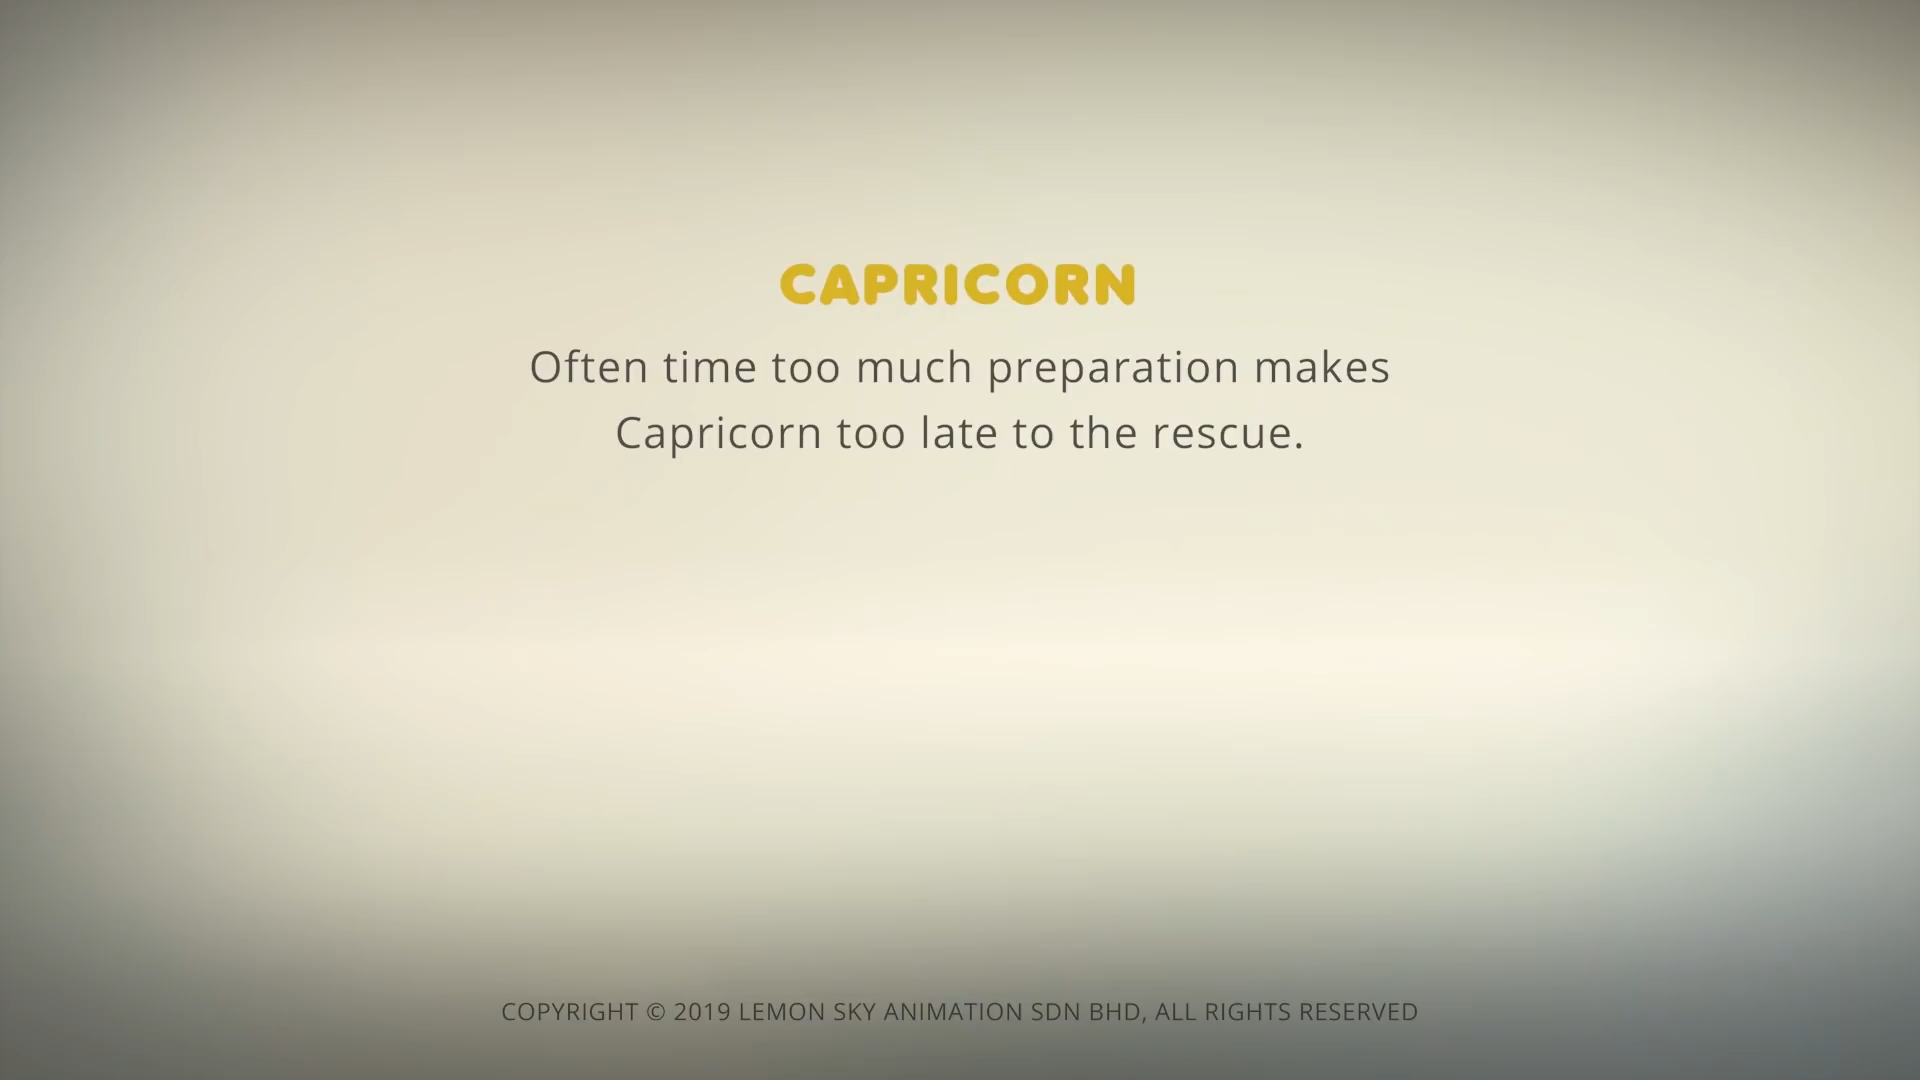 CAPRICORN
Often time too much preparation makes
Capricorn too late to the rescue.
COPYRIGHT © 2019 LEMON SKY ANIMATION SDN BHD, ALL RIGHTS RESERVED